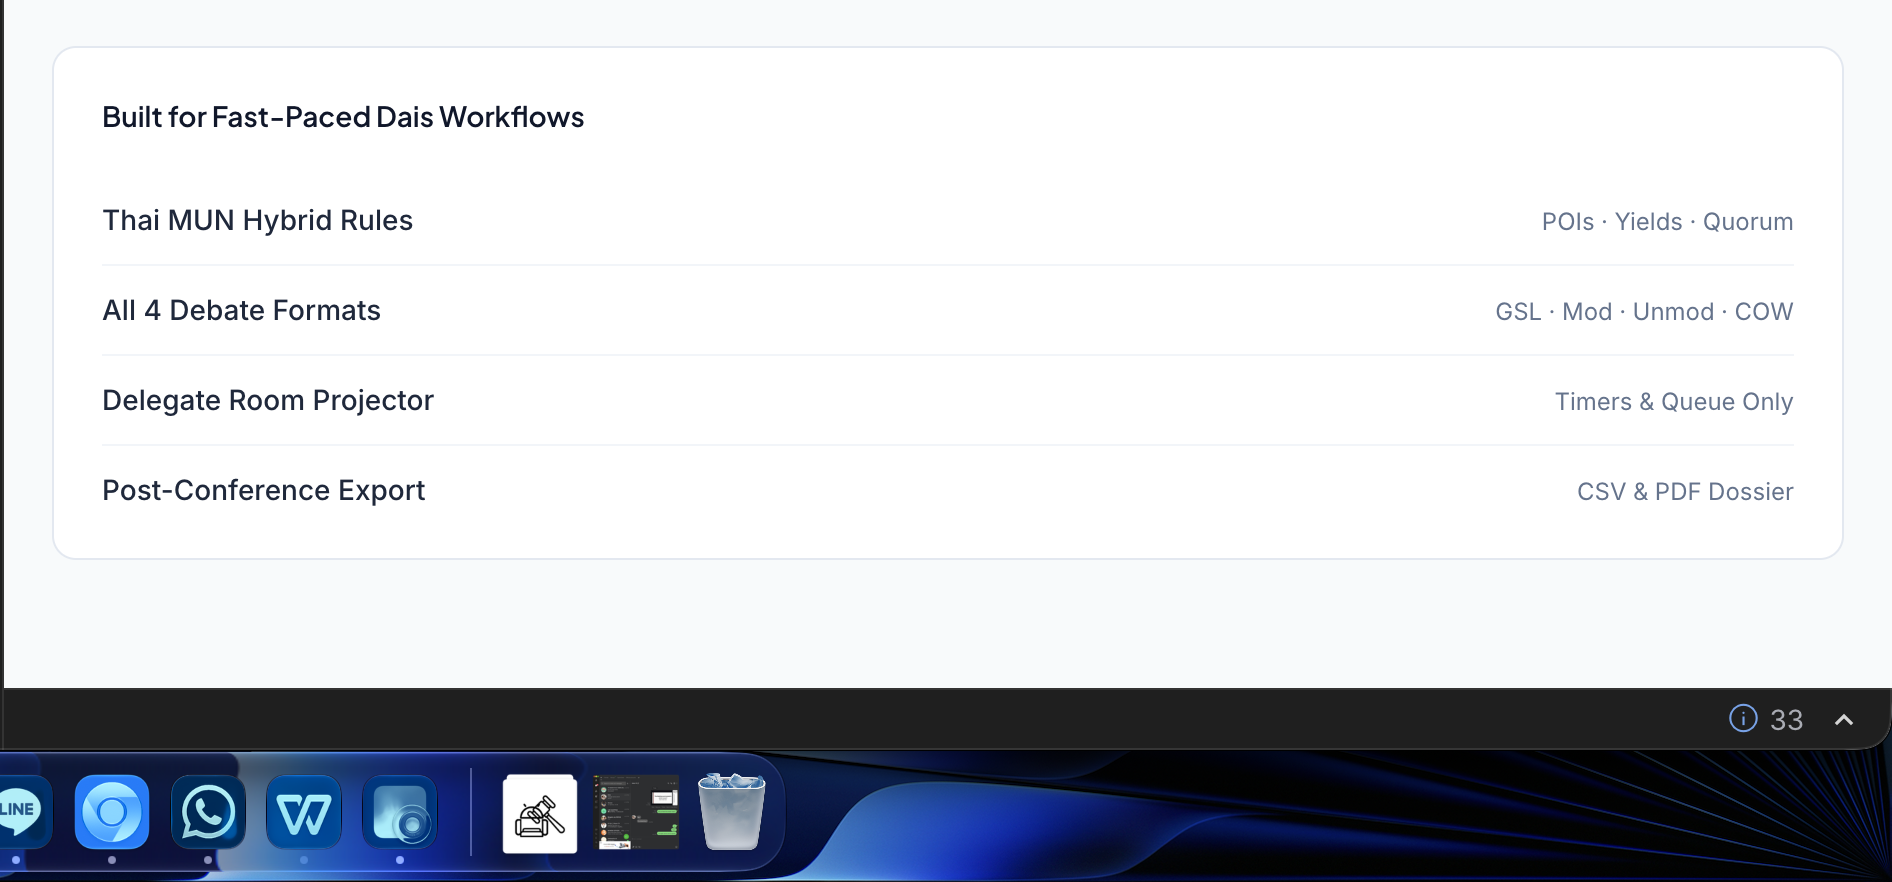 Built for Fast-Paced Dais Workflows
Thai MUN Hybrid Rules
POIs · Yields · Quorum
All 4 Debate Formats
GSL · Mod · Unmod · COW
Delegate Room Projector
Timers & Queue Only
Post-Conference Export
CSV & PDF Dossier
33
LINE